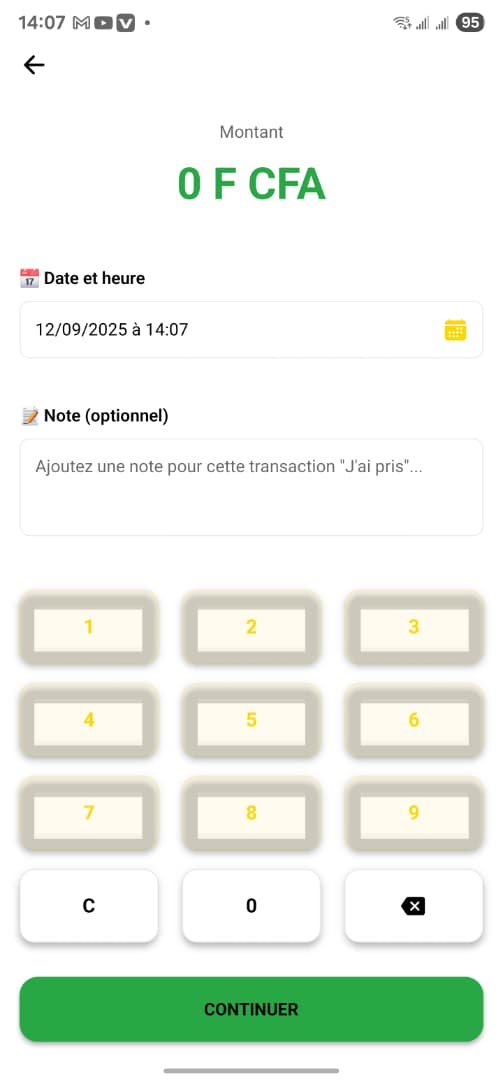 14:07
95
Montant
0 F CFA
📅 Date et heure
12/09/2025 à 14:07
📝 Note (optionnel)
Ajoutez une note pour cette transaction "J'ai pris"...
1 2 3
4 5 6
7 8 9
C 0
CONTINUER